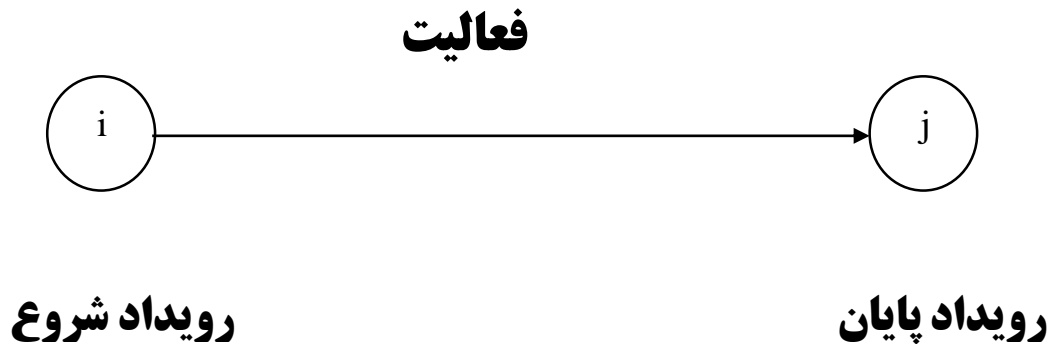 فعالیت
i
j
رویداد شروع
رویداد پایان